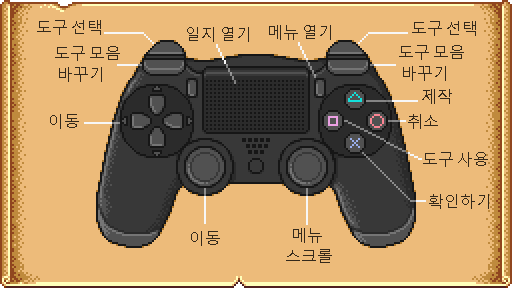 도구 선택
일지 열기
메뉴 열기
도구 선택
도구 모음
바꾸기
도구 모음
바꾸기
제작
이동
취소
도구 사용
확인하기
이동
메뉴
스크롤